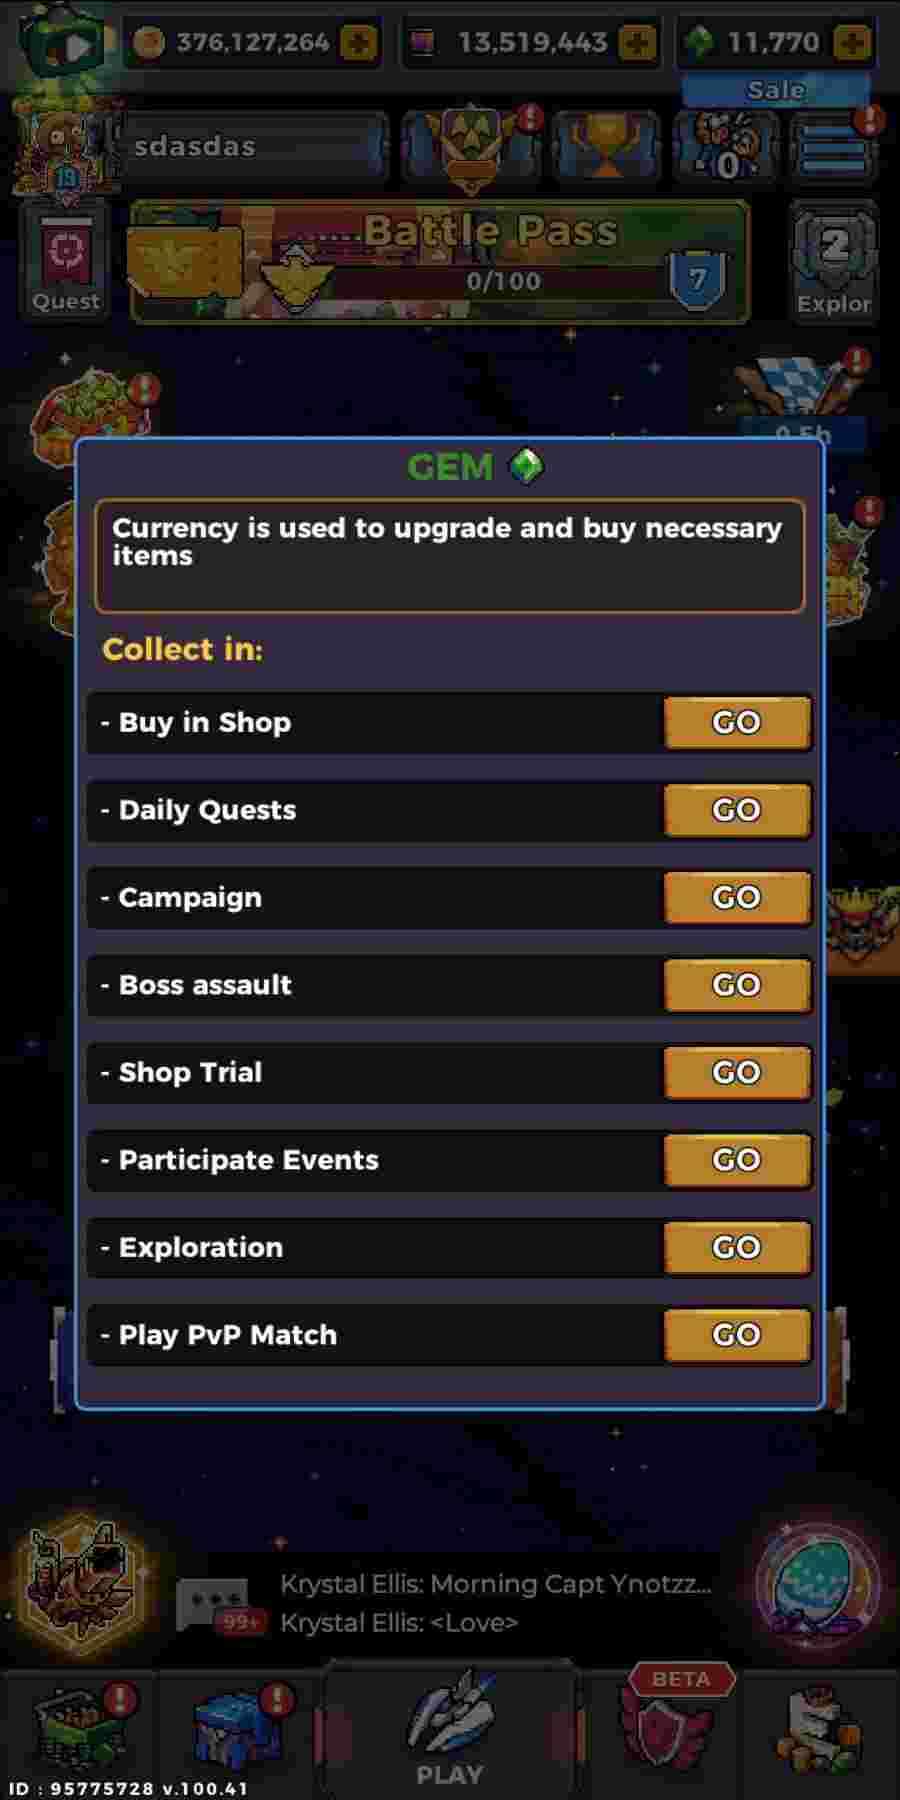 376,127,264
13,519,443
11,770
Sale
sdasdas
0
19
Battle Pass
0/100
7
2
Quest
Explor
GEM
Currency is used to upgrade and buy necessary
items
Collect in:
- Buy in Shop
GO
- Daily Quests
GO
- Campaign
GO
- Boss assault
GO
- Shop Trial
GO
- Participate Events
GO
- Exploration
GO
- Play PvP Match
GO
Krystal Ellis: Morning Capt Ynotzz...
99+
Krystal Ellis: <Love>
BETA
PLAY
ID : 95775728 v.100.41